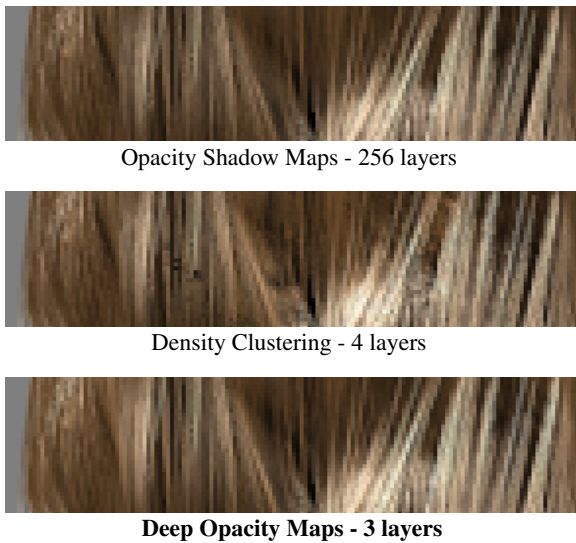 Opacity Shadow Maps - 256 layers
Density Clustering - 4 layers
Deep Opacity Maps - 3 layers